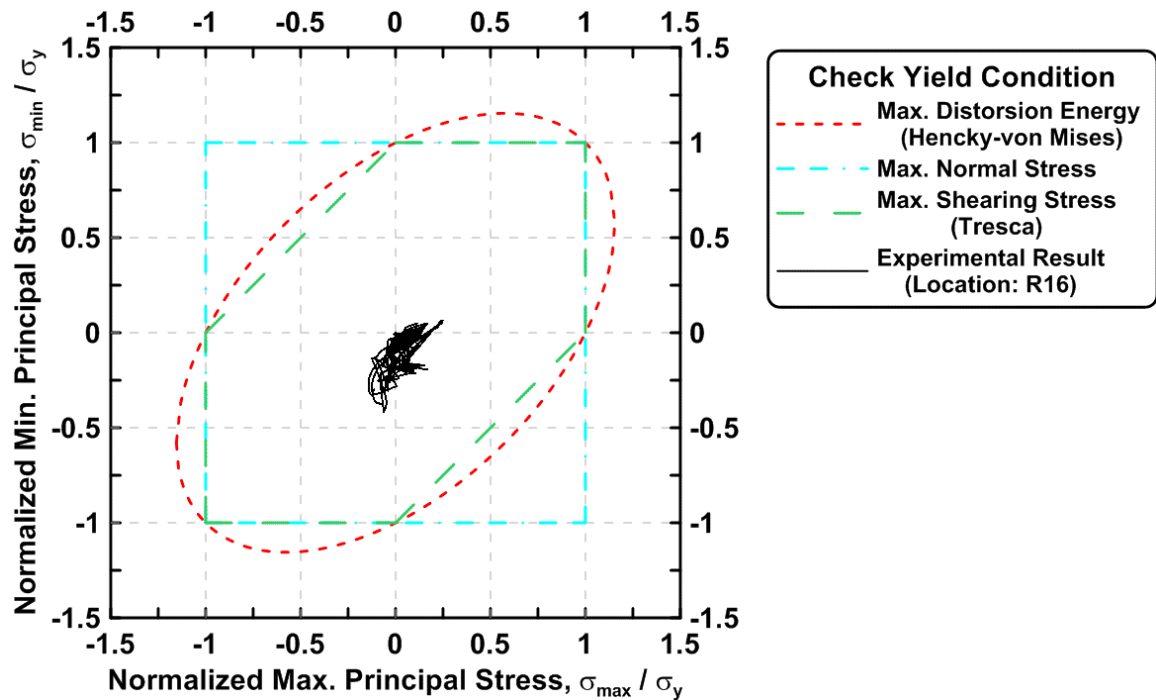 -1.5 -1 -0.5 0 0.5 1 1.5
1.5 1.5
1 1
0.5 0.5
0 0
-0.5 -0.5
-1 -1
-1.5 -1.5
-1.5 -1 -0.5 0 0.5 1 1.5
Normalized Min. Principal Stress, σmin / σy
Normalized Max. Principal Stress, σmax / σy
Check Yield Condition
Max. Distorsion Energy
(Hencky-von Mises)
Max. Normal Stress
Max. Shearing Stress
(Tresca)
Experimental Result
(Location: R16)